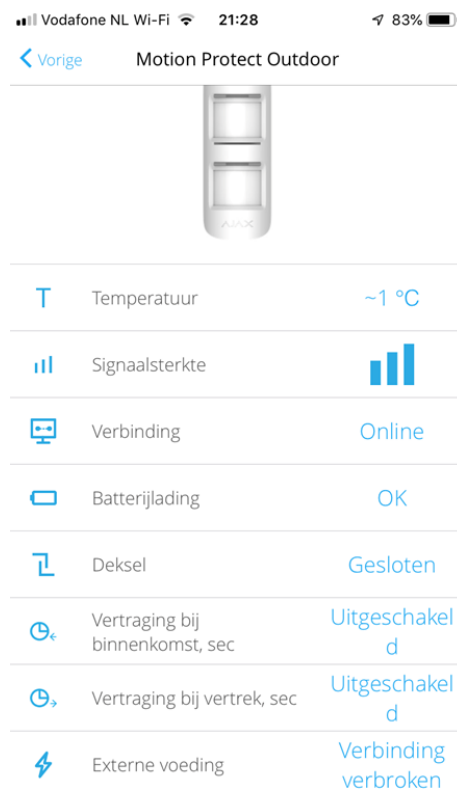 Vodafone NL Wi-Fi 21:28 83%
Vorige Motion Protect Outdoor
AJAX
T Temperatuur ~1 °C
Signaalsterkte
Verbinding Online
Batterijlading OK
Deksel Gesloten
Vertraging bij binnenkomst, sec Uitgeschakel
d
Vertraging bij vertrek, sec Uitgeschakel
d
Externe voeding Verbinding
verbroken